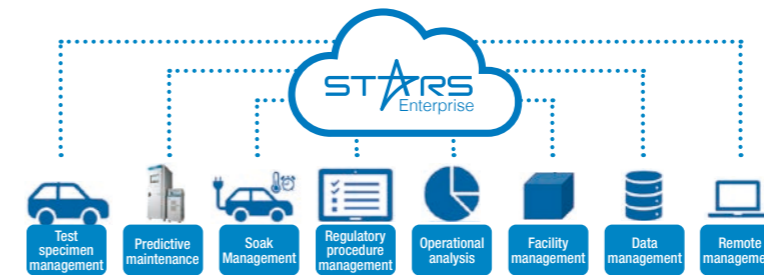 STARS
Enterprise
Test
specimen
management
Predictive
maintenance
Soak
Management
Regulatory
procedure
management
Operational
analysis
Facility
management
Data
management
Remote
manageme